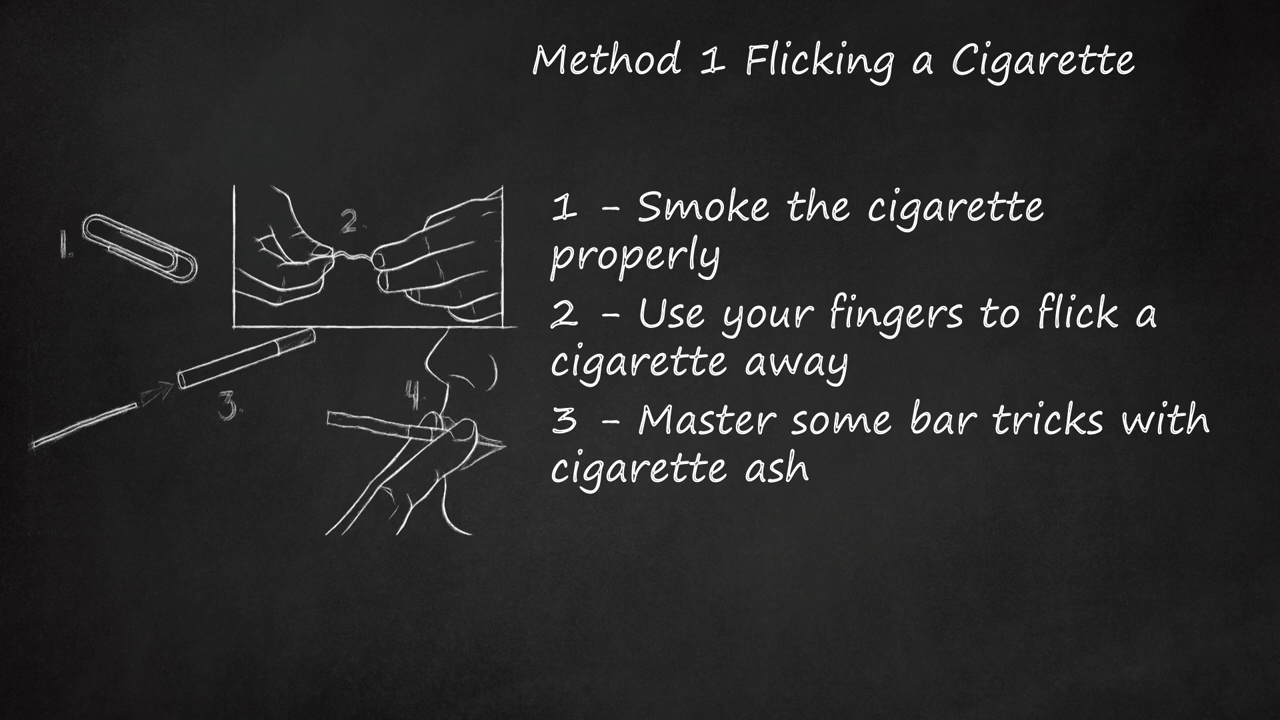 Method 1 Flicking a Cigarette
1.
2.
3.
4.
1 - Smoke the cigarette
properly
2 - Use your fingers to flick a
cigarette away
3 - Master some bar tricks with
cigarette ash